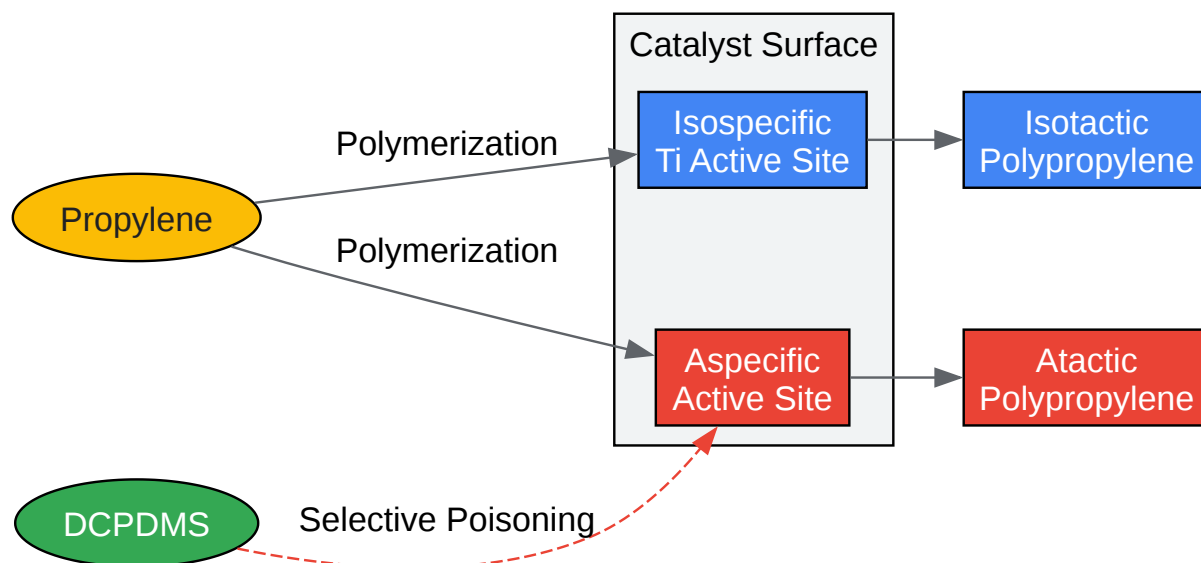 Catalyst Surface
Polymerization
Isospecific
Ti Active Site
Isotactic
Polypropylene
Propylene
Polymerization
Aspecific
Active Site
Atactic
Polypropylene
DCPDMS
Selective Poisoning